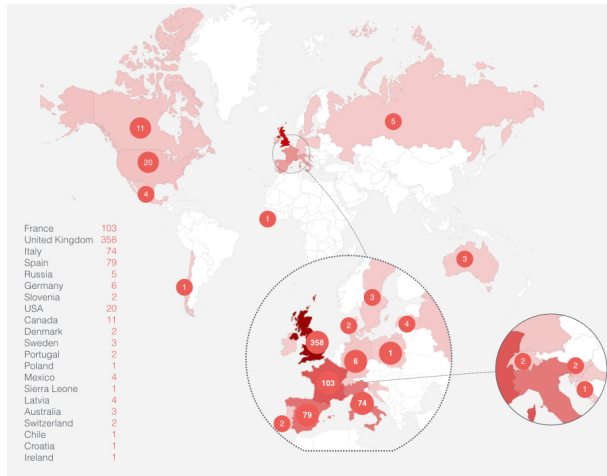 11
20
4
5
1
3
1
France 103
United Kingdom 358
Italy 74
Spain 79
Russia 5
Germany 6
Slovenia 2
USA 20
Canada 11
Denmark 2
Sweden 3
Portugal 2
Poland 1
Mexico 4
Sierra Leone 1
Latvia 4
Australia 3
Switzerland 2
Chile 1
Croatia 1
Ireland 1
3
2
4
358
1
6
103
74
79
2
2
2
1